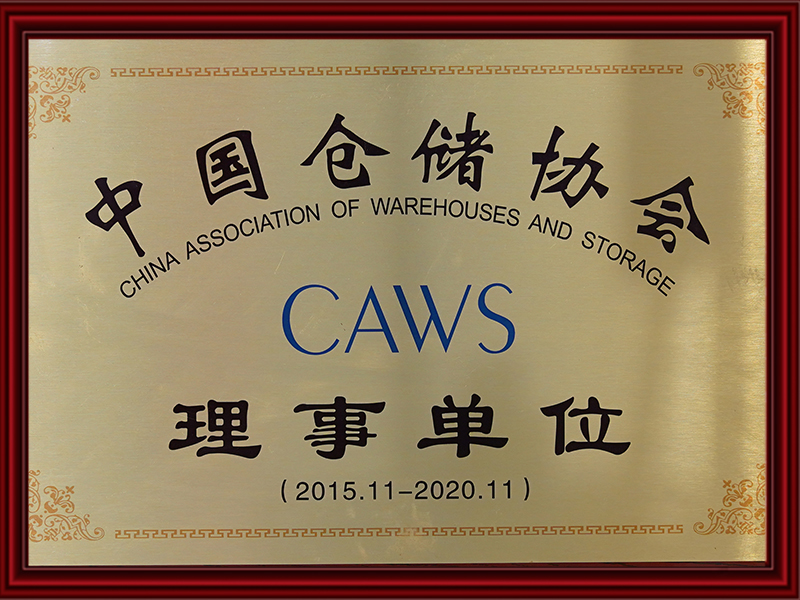 中国仓储协会
CHINA ASSOCIATION OF WAREHOUSES AND STORAGE
CAWS
理事单位
(2015.11-2020.11)